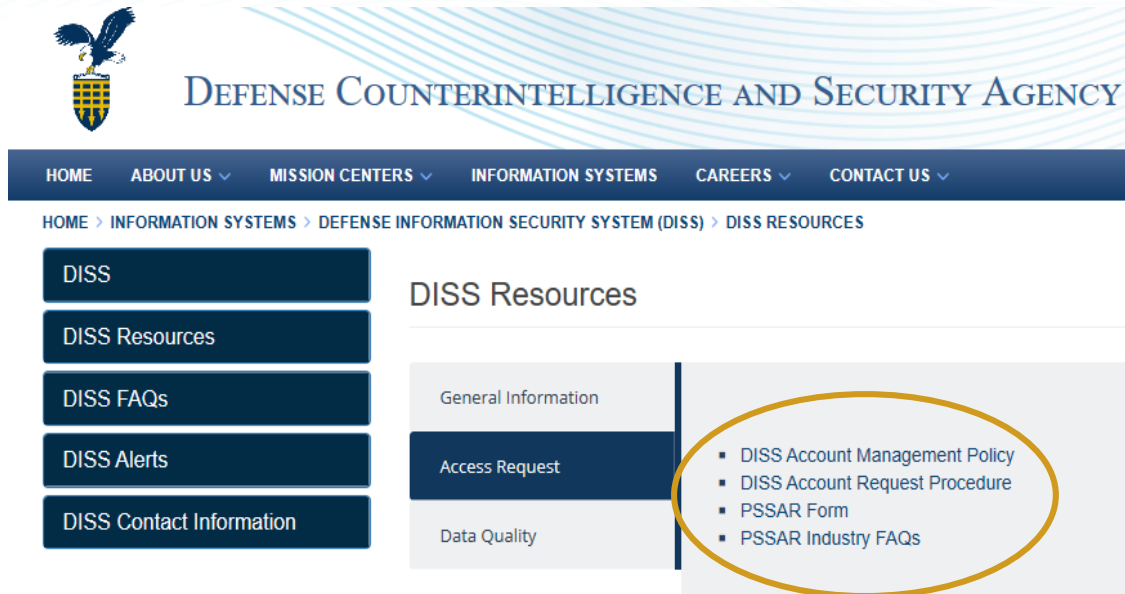 DEFENSE COUNTERINTELLIGENCE AND SECURITY AGENCY
HOME ABOUT US MISSION CENTERS INFORMATION SYSTEMS CAREERS CONTACT US
HOME > INFORMATION SYSTEMS > DEFENSE INFORMATION SECURITY SYSTEM (DISS) > DISS RESOURCES
DISS
DISS Resources
DISS FAQs
DISS Alerts
DISS Contact Information
DISS Resources
General Information
Access Request
Data Quality
▪ DISS Account Management Policy
▪ DISS Account Request Procedure
▪ PSSAR Form
▪ PSSAR Industry FAQs